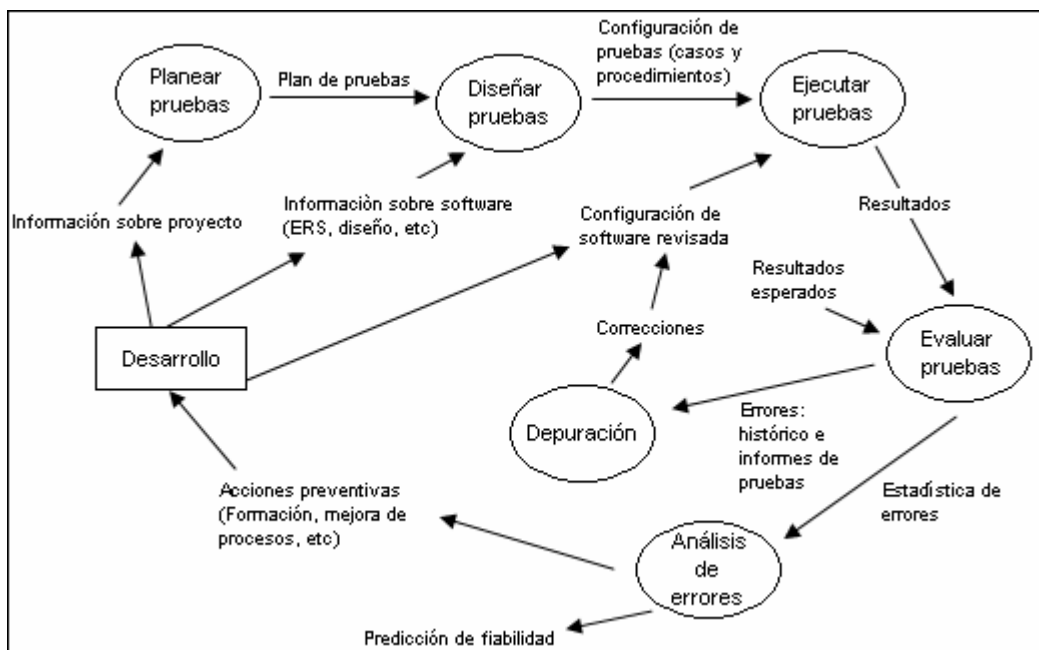 Planear
pruebas
Plan de pruebas
Diseñar
pruebas
Configuración de
pruebas (casos y
procedimientos)
Ejecutar
pruebas
Información sobre proyecto
Informaciòn sobre software
(ERS, diseño, etc)
Configuración de
software revisada
Resultados
Resultados
esperados
Desarrollo
Correcciones
Evaluar
pruebas
Depuración
Errores:
histórico e
informes de
pruebas
Acciones preventivas
(Formación, mejora de
procesos, etc)
Estadística de
errores
Análisis
de
errores
Predicción de fiabilidad